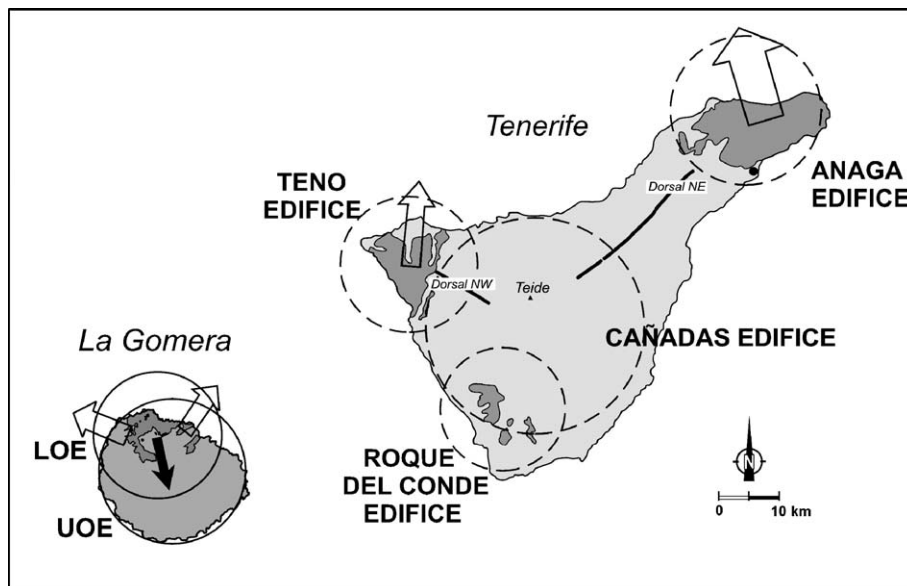 Tenerife
TENO
EDIFICE
ANAGA
EDIFICE
Dorsal NE
Dorsal NW
Teide
CAÑADAS EDIFICE
La Gomera
LOE
UOE
ROQUE
DEL CONDE
EDIFICE
N
0 10 km